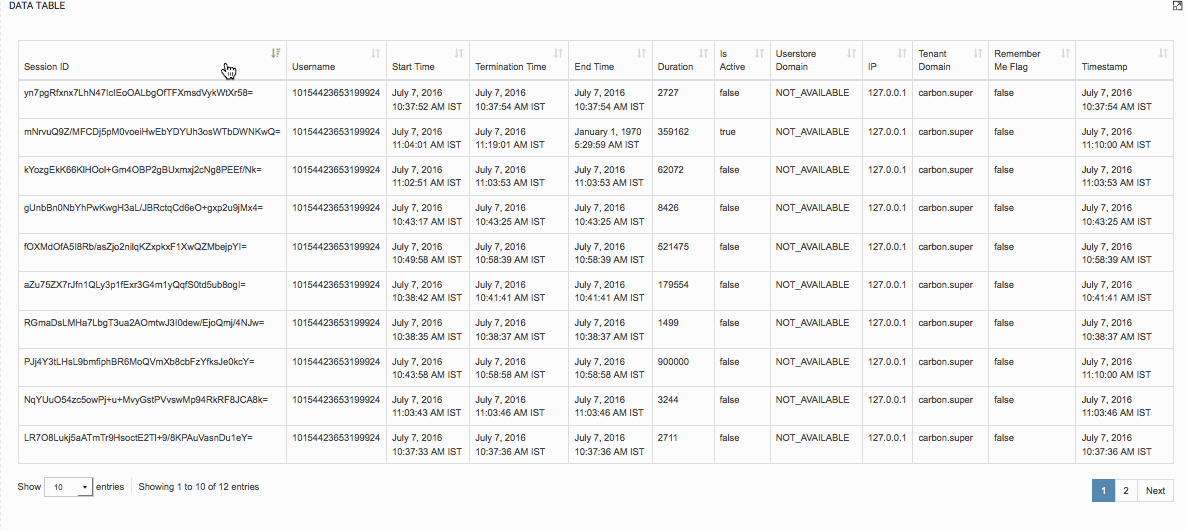 DATA TABLE
Session ID Username Start Time Termination Time End Time Duration Is Active Userstore Domain IP Tenant Domain Remember Me Flag Timestamp
yn7pgRfxnx7LhN47IclEoOALbgOfTFXmsdVykWtXr58= 10154423653199924 July 7, 2016 July 7, 2016 July 7, 2016 2727 false NOT_AVAILABLE 127.0.0.1 carbon.super false July 7, 2016
10:37:52 AM IST 10:37:54 AM IST 10:37:54 AM IST 10:37:54 AM IST
mNrvuQ9Z/MFCDj5pM0voeiHwEbYDYUh3osWTbDWNKwQ= 10154423653199924 July 7, 2016 July 7, 2016 January 1, 1970 359162 true NOT_AVAILABLE 127.0.0.1 carbon.super false July 7, 2016
11:04:01 AM IST 11:19:01 AM IST 5:29:59 AM IST 11:10:00 AM IST
kYozgEkK66KlHOol+Gm4OBP2gBUxmxj2cNg8PEEf/Nk= 10154423653199924 July 7, 2016 July 7, 2016 July 7, 2016 62072 false NOT_AVAILABLE 127.0.0.1 carbon.super false July 7, 2016
11:02:51 AM IST 11:03:53 AM IST 11:03:53 AM IST 11:03:53 AM IST
gUnbBn0NbYhPwKwgH3aL/JBRctqCd6eO+gxp2u9jMx4= 10154423653199924 July 7, 2016 July 7, 2016 July 7, 2016 8426 false NOT_AVAILABLE 127.0.0.1 carbon.super false July 7, 2016
10:43:17 AM IST 10:43:25 AM IST 10:43:25 AM IST 10:43:25 AM IST
fOXMdOfA5I8Rb/asZjo2nilqKZxpkxF1XwQZMbejpYI= 10154423653199924 July 7, 2016 July 7, 2016 July 7, 2016 521475 false NOT_AVAILABLE 127.0.0.1 carbon.super false July 7, 2016
10:49:58 AM IST 10:58:39 AM IST 10:58:39 AM IST 10:58:39 AM IST
aZu75ZX7rJfn1QLy3p1fExr3G4m1yQqfS0td5ub8ogI= 10154423653199924 July 7, 2016 July 7, 2016 July 7, 2016 179554 false NOT_AVAILABLE 127.0.0.1 carbon.super false July 7, 2016
10:38:42 AM IST 10:41:41 AM IST 10:41:41 AM IST 10:41:41 AM IST
RGmaDsLMHa7LbgT3ua2AOmtwJ3I0dew/EjoQmj/4NJw= 10154423653199924 July 7, 2016 July 7, 2016 July 7, 2016 1499 false NOT_AVAILABLE 127.0.0.1 carbon.super false July 7, 2016
10:38:35 AM IST 10:38:37 AM IST 10:38:37 AM IST 10:38:37 AM IST
PJj4Y3tLHsL9bmfiphBR6MoQVmXb8cbFzYfksJe0kcY= 10154423653199924 July 7, 2016 July 7, 2016 July 7, 2016 900000 false NOT_AVAILABLE 127.0.0.1 carbon.super false July 7, 2016
10:43:58 AM IST 10:58:58 AM IST 10:58:58 AM IST 11:10:00 AM IST
NqYUuO54zc5owPj+u+MvyGstPVvswMp94RkRF8JCA8k= 10154423653199924 July 7, 2016 July 7, 2016 July 7, 2016 3244 false NOT_AVAILABLE 127.0.0.1 carbon.super false July 7, 2016
11:03:43 AM IST 11:03:46 AM IST 11:03:46 AM IST 11:03:46 AM IST
LR7O8Lukj5aATmTr9HsoctE2TI+9/8KPAuVasnDu1eY= 10154423653199924 July 7, 2016 July 7, 2016 July 7, 2016 2711 false NOT_AVAILABLE 127.0.0.1 carbon.super false July 7, 2016
10:37:33 AM IST 10:37:36 AM IST 10:37:36 AM IST 10:37:36 AM IST
Show 10 entries Showing 1 to 10 of 12 entries 1 2 Next